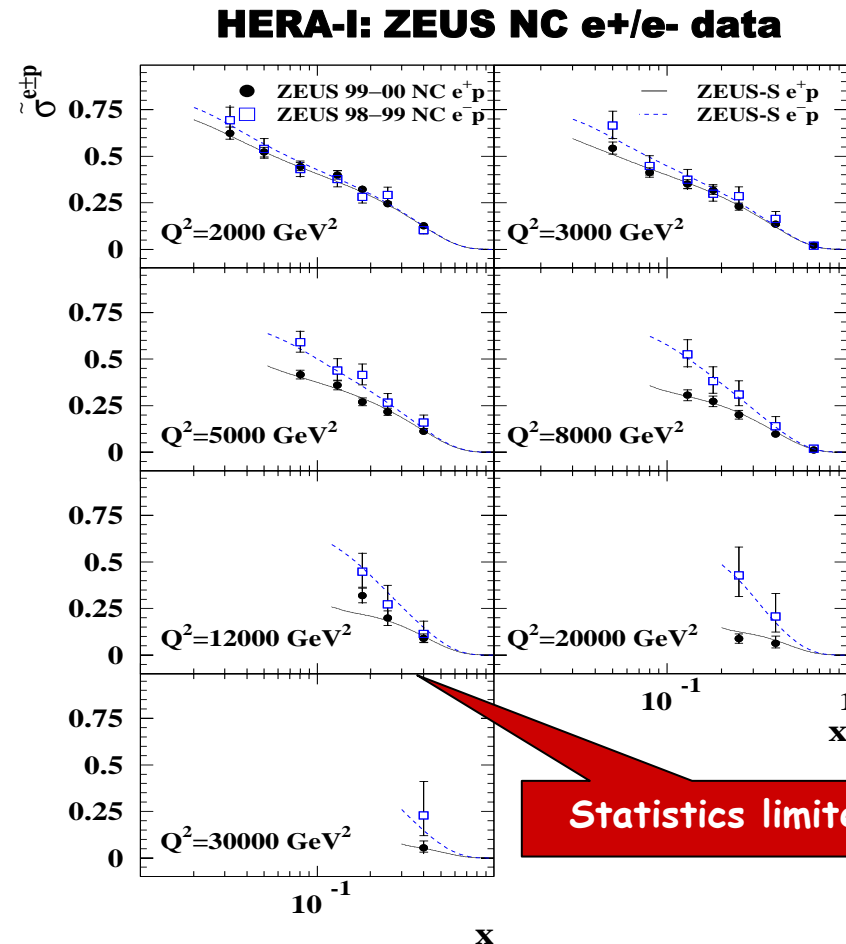 HERA-I: ZEUS NC e+/e- data
σ̃ e±p
ZEUS 99–00 NC e⁺p
ZEUS 98–99 NC e⁻p
ZEUS-S e⁺p
ZEUS-S e⁻p
0.75
0.5
0.25
0
Q²=2000 GeV²
Q²=3000 GeV²
0.75
0.5
0.25
0
Q²=5000 GeV²
Q²=8000 GeV²
0.75
0.5
0.25
0
Q²=12000 GeV²
Q²=20000 GeV²
10⁻¹
1
x
0.75
0.5
0.25
0
Q²=30000 GeV²
Statistics limite
10⁻¹
x